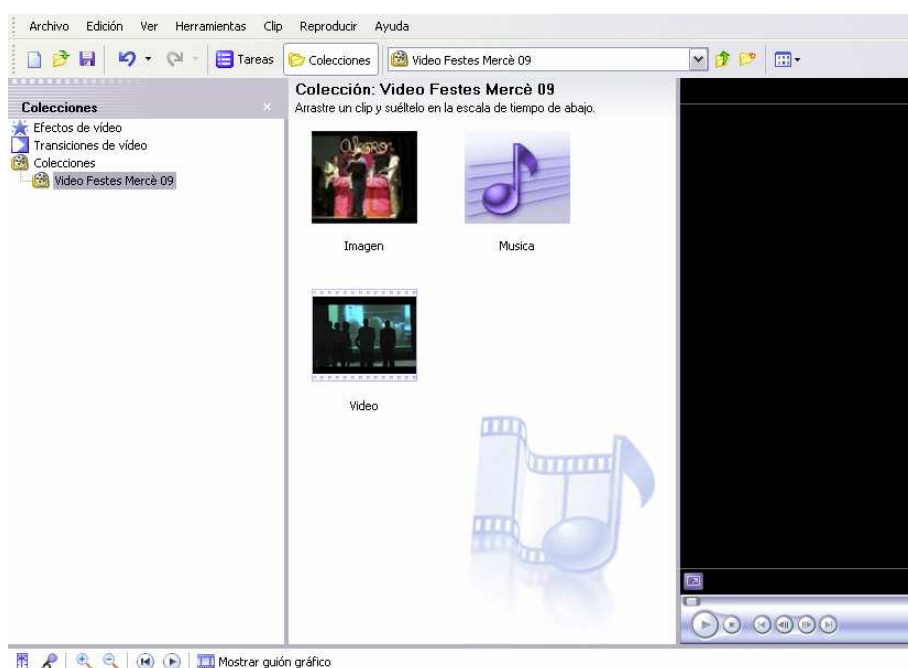 Archivo Edición Ver Herramientas Clip Reproducir Ayuda
Tareas Colecciones Video Festes Mercè 09
Colecciones
Efectos de vídeo
Transiciones de vídeo
Colecciones
Video Festes Mercè 09
Colección: Video Festes Mercè 09
Arrastre un clip y suéltelo en la escala de tiempo de abajo.
Imagen Musica
Video
Mostrar guión gráfico